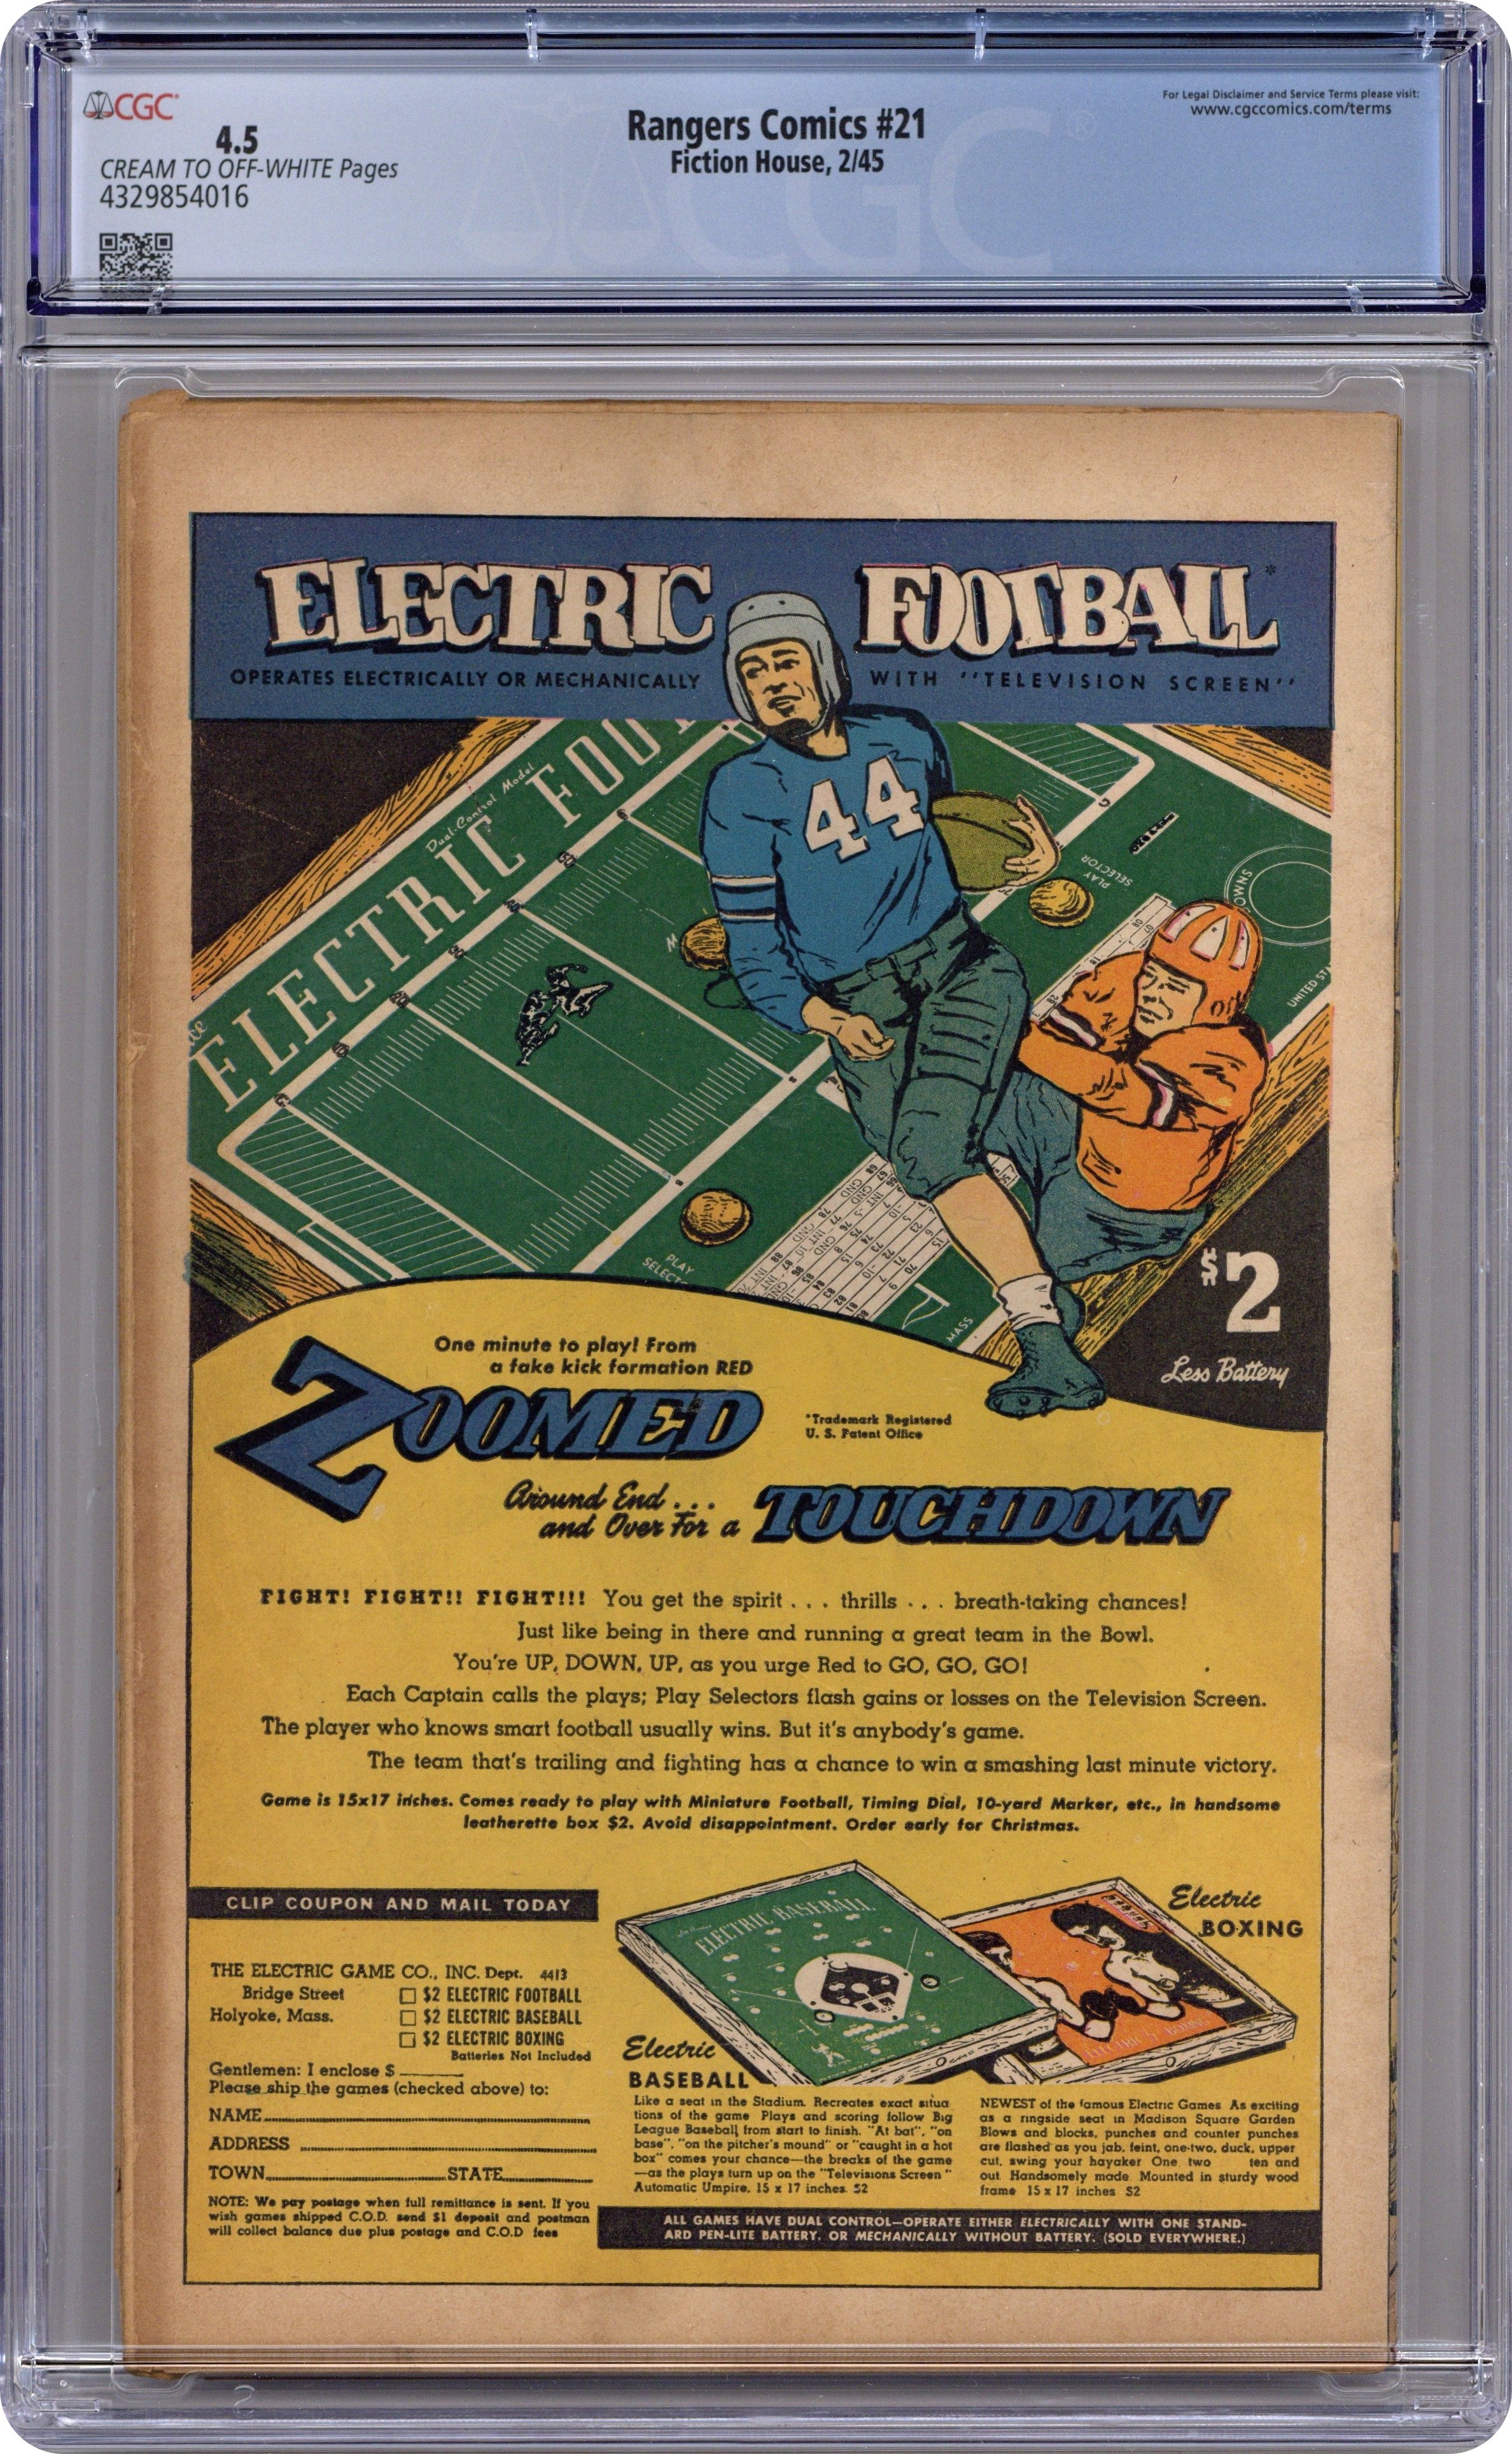 CGC
4.5
CREAM TO OFF-WHITE Pages
4329854016
Rangers Comics #21
Fiction House, 2/45
For Legal Disclaimer and Service Terms please visit:
www.cgccomics.com/terms
ELECTRIC FOOTBALL*
OPERATES ELECTRICALLY OR MECHANICALLY
WITH "TELEVISION SCREEN"
Dual-Control Model
ELECTRIC FOOT
44
PLAY
SELECTOR
OWNS
UNITED STA
PLAY
SELECT
MASS
$2
Less Battery
One minute to play! From
a fake kick formation RED
ZOOMED
*Trademark Registered
U. S. Patent Office
Around End . . .
and Over For a TOUCHDOWN
FIGHT! FIGHT!! FIGHT!!! You get the spirit . . . thrills . . . breath-taking chances!
Just like being in there and running a great team in the Bowl.
You're UP, DOWN, UP, as you urge Red to GO, GO, GO!
Each Captain calls the plays; Play Selectors flash gains or losses on the Television Screen.
The player who knows smart football usually wins. But it's anybody's game.
The team that's trailing and fighting has a chance to win a smashing last minute victory.
Game is 15x17 inches. Comes ready to play with Miniature Football, Timing Dial, 10-yard Marker, etc., in handsome
leatherette box $2. Avoid disappointment. Order early for Christmas.
CLIP COUPON AND MAIL TODAY
THE ELECTRIC GAME CO., INC. Dept. 4413
Bridge Street
Holyoke, Mass.
$2 ELECTRIC FOOTBALL
$2 ELECTRIC BASEBALL
$2 ELECTRIC BOXING
Batteries Not Included
Gentlemen: I enclose $
Please ship the games (checked above) to:
NAME
ADDRESS
TOWN STATE
NOTE: We pay postage when full remittance is sent. If you
wish games shipped C.O.D. send $1 deposit and postman
will collect balance due plus postage and C.O.D fees
ELECTRIC BASEBALL
ELECTRIC BOXING
Electric
BOXING
Electric
BASEBALL
Like a seat in the Stadium. Recreates exact situa
tions of the game Plays and scoring follow Big
League Baseball from start to finish. "At bat", "on
base", "on the pitcher's mound" or "caught in a hot
box" comes your chance—the breaks of the game
—as the plays turn up on the "Televisions Screen"
Automatic Umpire. 15 x 17 inches. $2
NEWEST of the famous Electric Games As exciting
as a ringside seat in Madison Square Garden
Blows and blocks, punches and counter punches
are flashed as you jab, feint, one-two, duck, upper
cut, swing your hayaker One, two ten and
out. Handsomely made. Mounted in sturdy wood
frame 15 x 17 inches $2
ALL GAMES HAVE DUAL CONTROL—OPERATE EITHER ELECTRICALLY WITH ONE STAND-
ARD PEN-LITE BATTERY, OR MECHANICALLY WITHOUT BATTERY. (SOLD EVERYWHERE.)